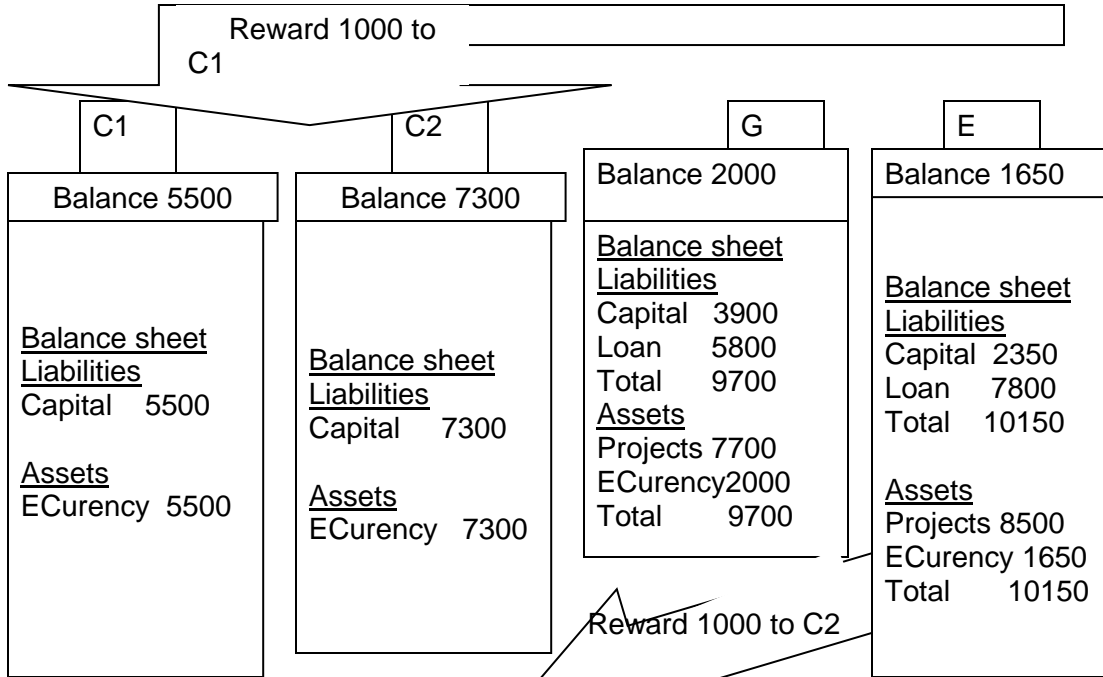 Reward 1000 to
C1
C1
Balance 5500
Balance sheet
Liabilities
Capital 5500
Assets
ECurency 5500
C2
Balance 7300
Balance sheet
Liabilities
Capital 7300
Assets
ECurency 7300
G
Balance 2000
Balance sheet
Liabilities
Capital 3900
Loan 5800
Total 9700
Assets
Projects 7700
ECurency2000
Total 9700
E
Balance 1650
Balance sheet
Liabilities
Capital 2350
Loan 7800
Total 10150
Assets
Projects 8500
ECurency 1650
Total 10150
Reward 1000 to C2